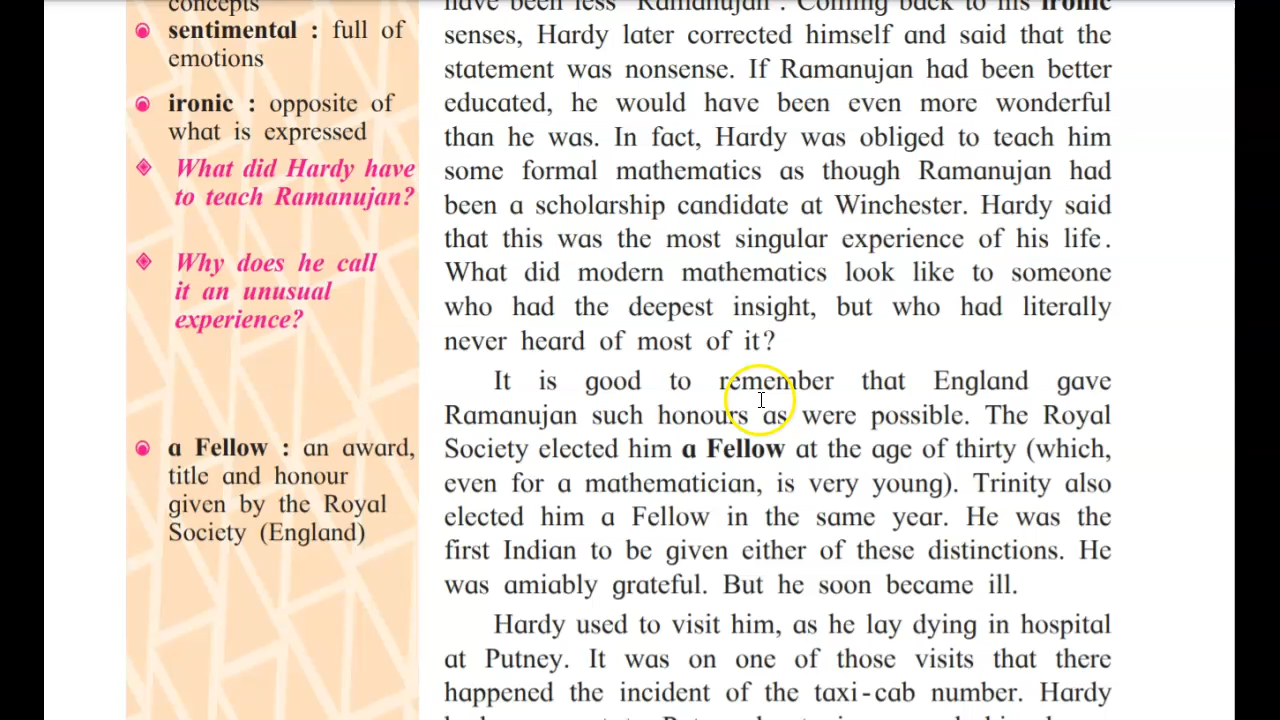 concepts
sentimental : full of
emotions
ironic : opposite of
what is expressed
What did Hardy have
to teach Ramanujan?
Why does he call
it an unusual
experience?
a Fellow : an award,
title and honour
given by the Royal
Society (England)
have been less "Ramanujan". Coming back to his ironic
senses, Hardy later corrected himself and said that the
statement was nonsense. If Ramanujan had been better
educated, he would have been even more wonderful
than he was. In fact, Hardy was obliged to teach him
some formal mathematics as though Ramanujan had
been a scholarship candidate at Winchester. Hardy said
that this was the most singular experience of his life.
What did modern mathematics look like to someone
who had the deepest insight, but who had literally
never heard of most of it?
It is good to remember that England gave
Ramanujan such honours as were possible. The Royal
Society elected him a Fellow at the age of thirty (which,
even for a mathematician, is very young). Trinity also
elected him a Fellow in the same year. He was the
first Indian to be given either of these distinctions. He
was amiably grateful. But he soon became ill.
Hardy used to visit him, as he lay dying in hospital
at Putney. It was on one of those visits that there
happened the incident of the taxi-cab number. Hardy